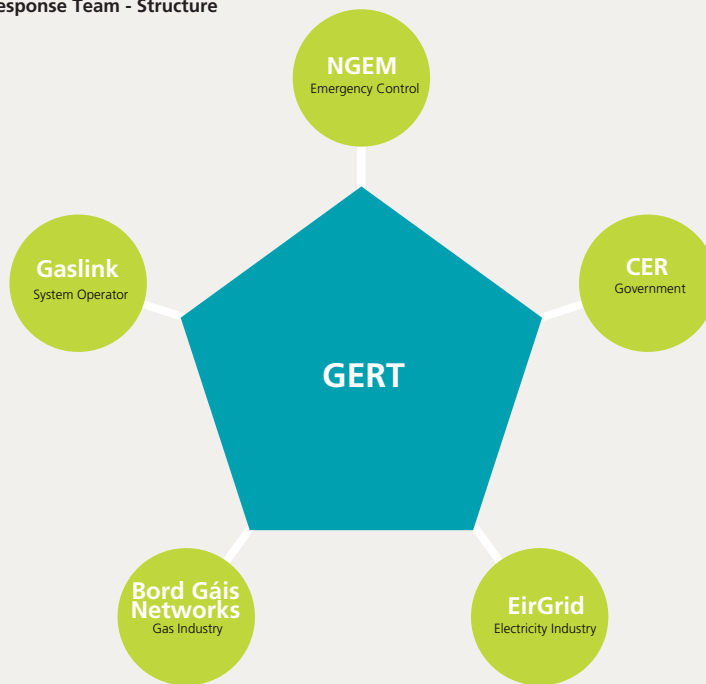 Response Team - Structure
NGEM
Emergency Control
Gaslink
System Operator
CER
Government
GERT
Bord Gáis
Networks
Gas Industry
EirGrid
Electricity Industry